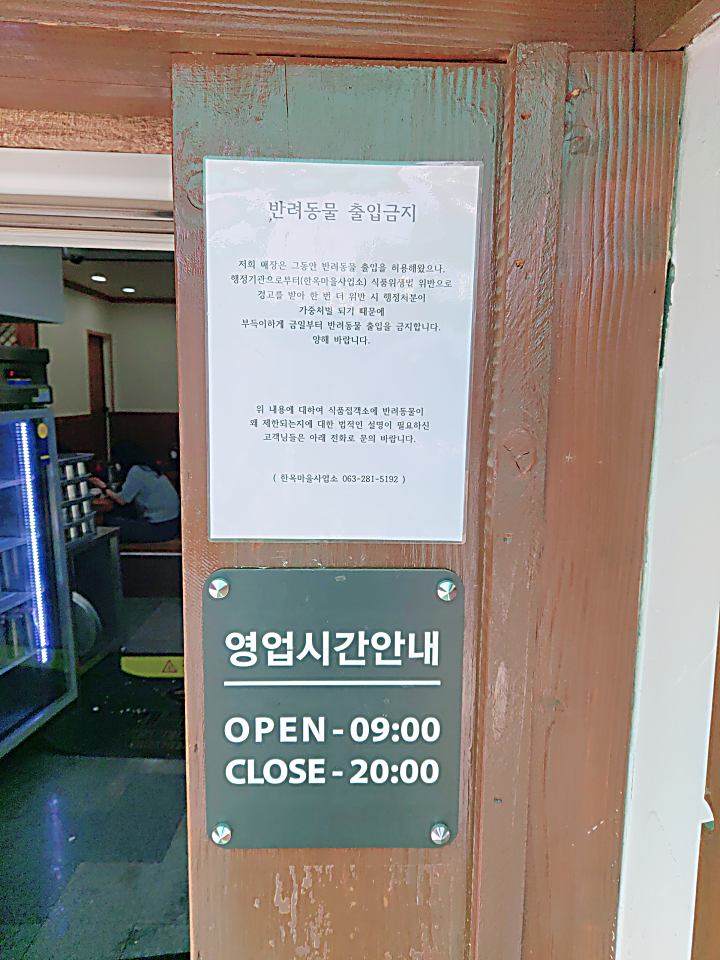 반려동물 출입금지
저희 매장은 그동안 반려동물 출입을 허용해왔으나,
행정기관으로부터(한옥마을사업소) 식품위생법 위반으로
경고를 받아 한 번 더 위반 시 행정처분이
가중처벌 되기 때문에
부득이하게 금일부터 반려동물 출입을 금지합니다.
양해 바랍니다.
위 내용에 대하여 식품접객소에 반려동물이
왜 제한되는지에 대한 법적인 설명이 필요하신
고객님들은 아래 전화로 문의 바랍니다.
( 한옥마을사업소 063-281-5192 )
영업시간안내
OPEN - 09:00
CLOSE - 20:00